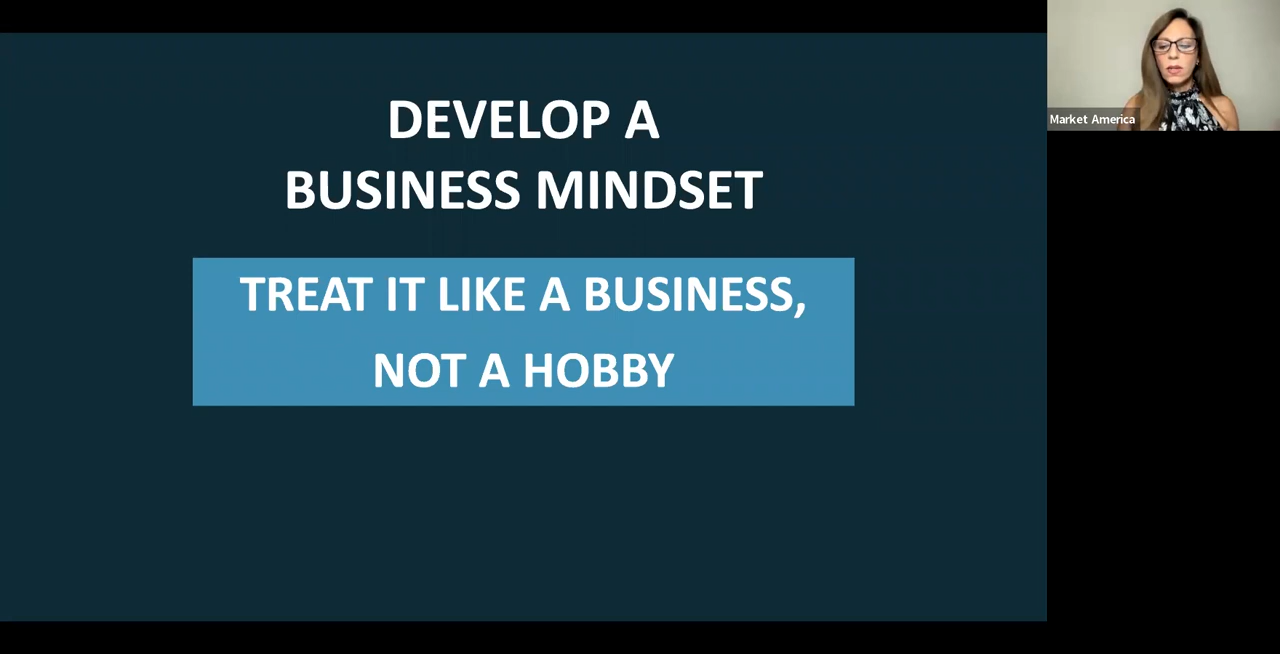 DEVELOP A
BUSINESS MINDSET
TREAT IT LIKE A BUSINESS,
NOT A HOBBY
Market America